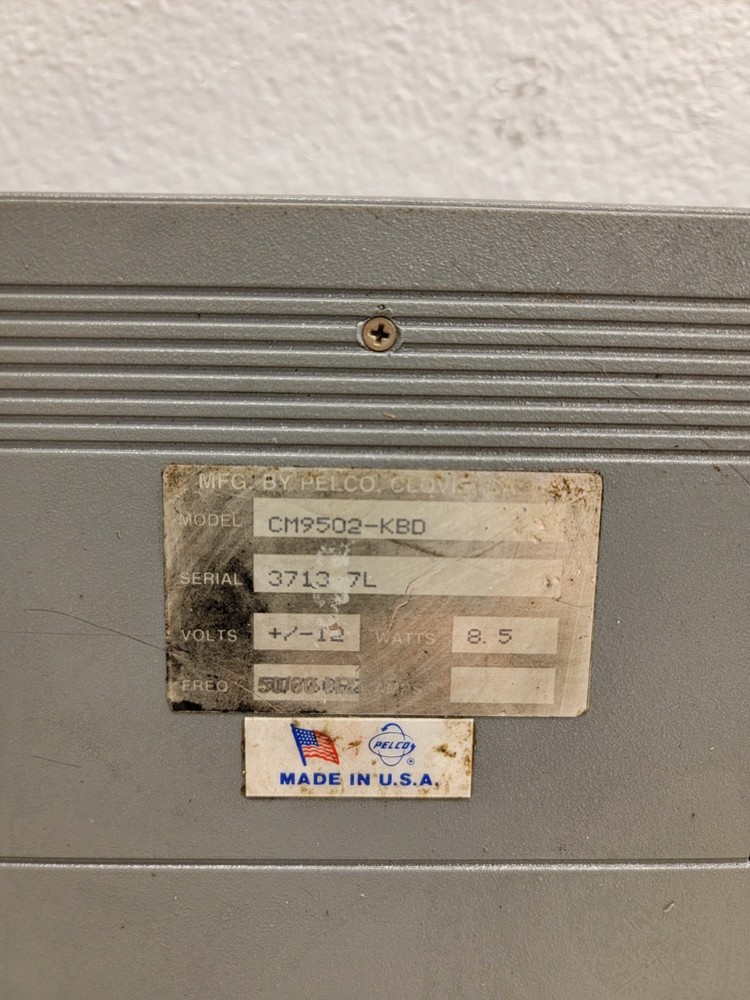 MFG. BY PELCO,
MODEL CM9502-KBD
SERIAL 3713 7L
VOLTS +/-12 WATTS 8.5
FREQ
PELCO ®
MADE IN U.S.A.